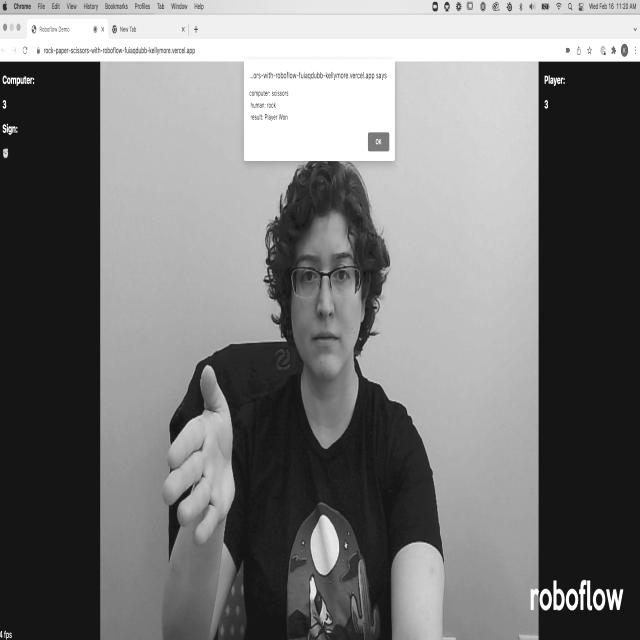 Chrome File Edit View History Bookmarks Profiles Tab Window Help
Wed Feb 16 11:20 AM
Roboflow Demo
New Tab
rock-paper-scissors-with-roboflow-fuiaqdubb-kellymore.vercel.app
...ors-with-roboflow-fuiaqdubb-kellymore.vercel.app says
computer: scissors
human: rock
result: Player Won
OK
Computer:
3
Sign:
Player:
3
roboflow
4 fps